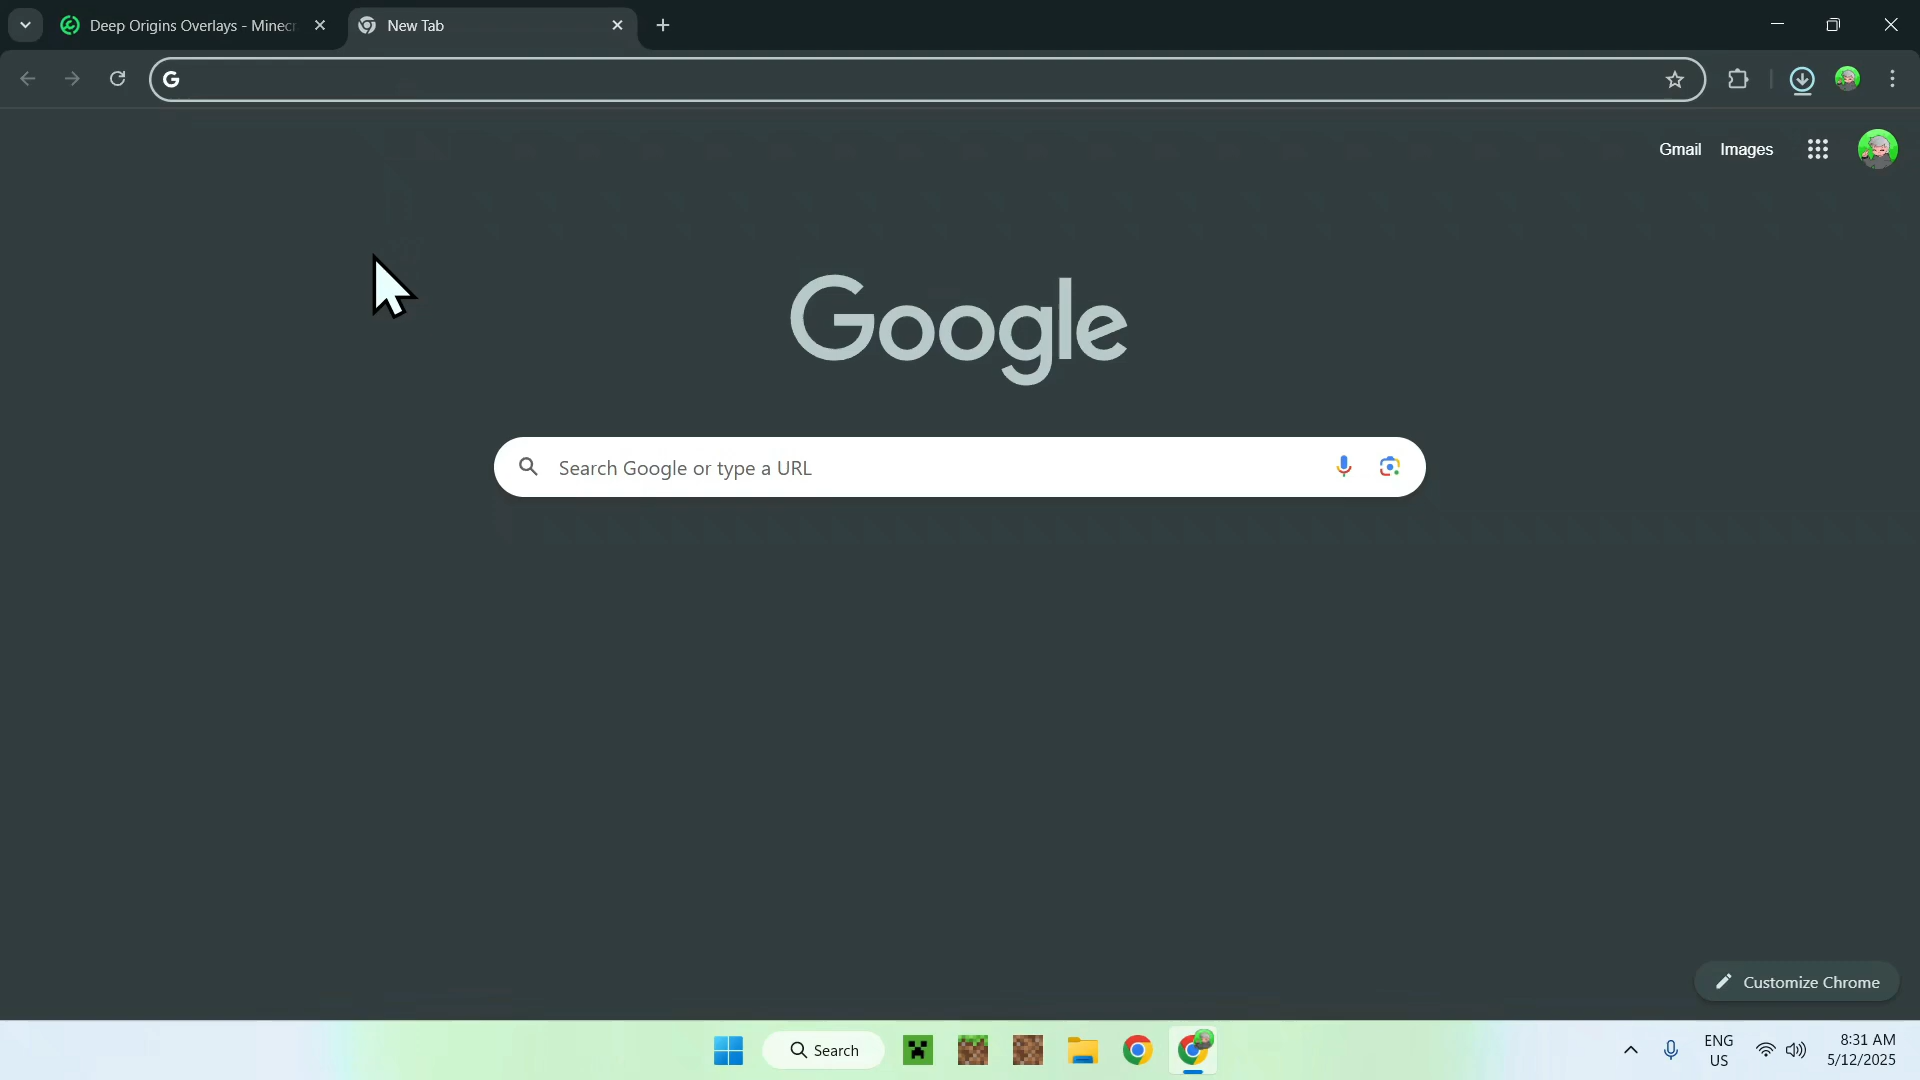 Deep Origins Overlays - Minec
New Tab
Gmail
Images
Google
Search Google or type a URL
Customize Chrome
Search
ENG
US
8:31 AM
5/12/2025